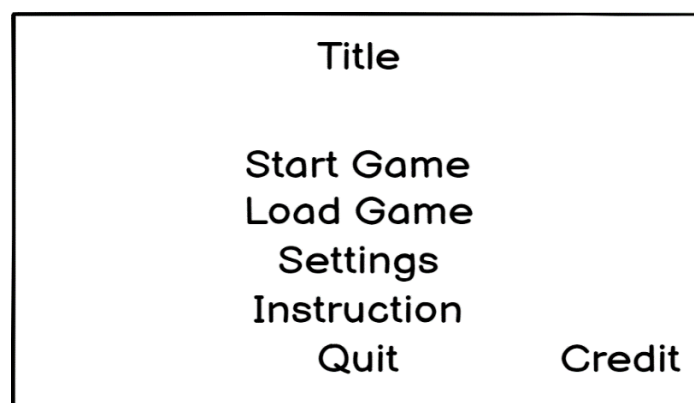 Title
Start Game
Load Game
Settings
Instruction
Quit Credit